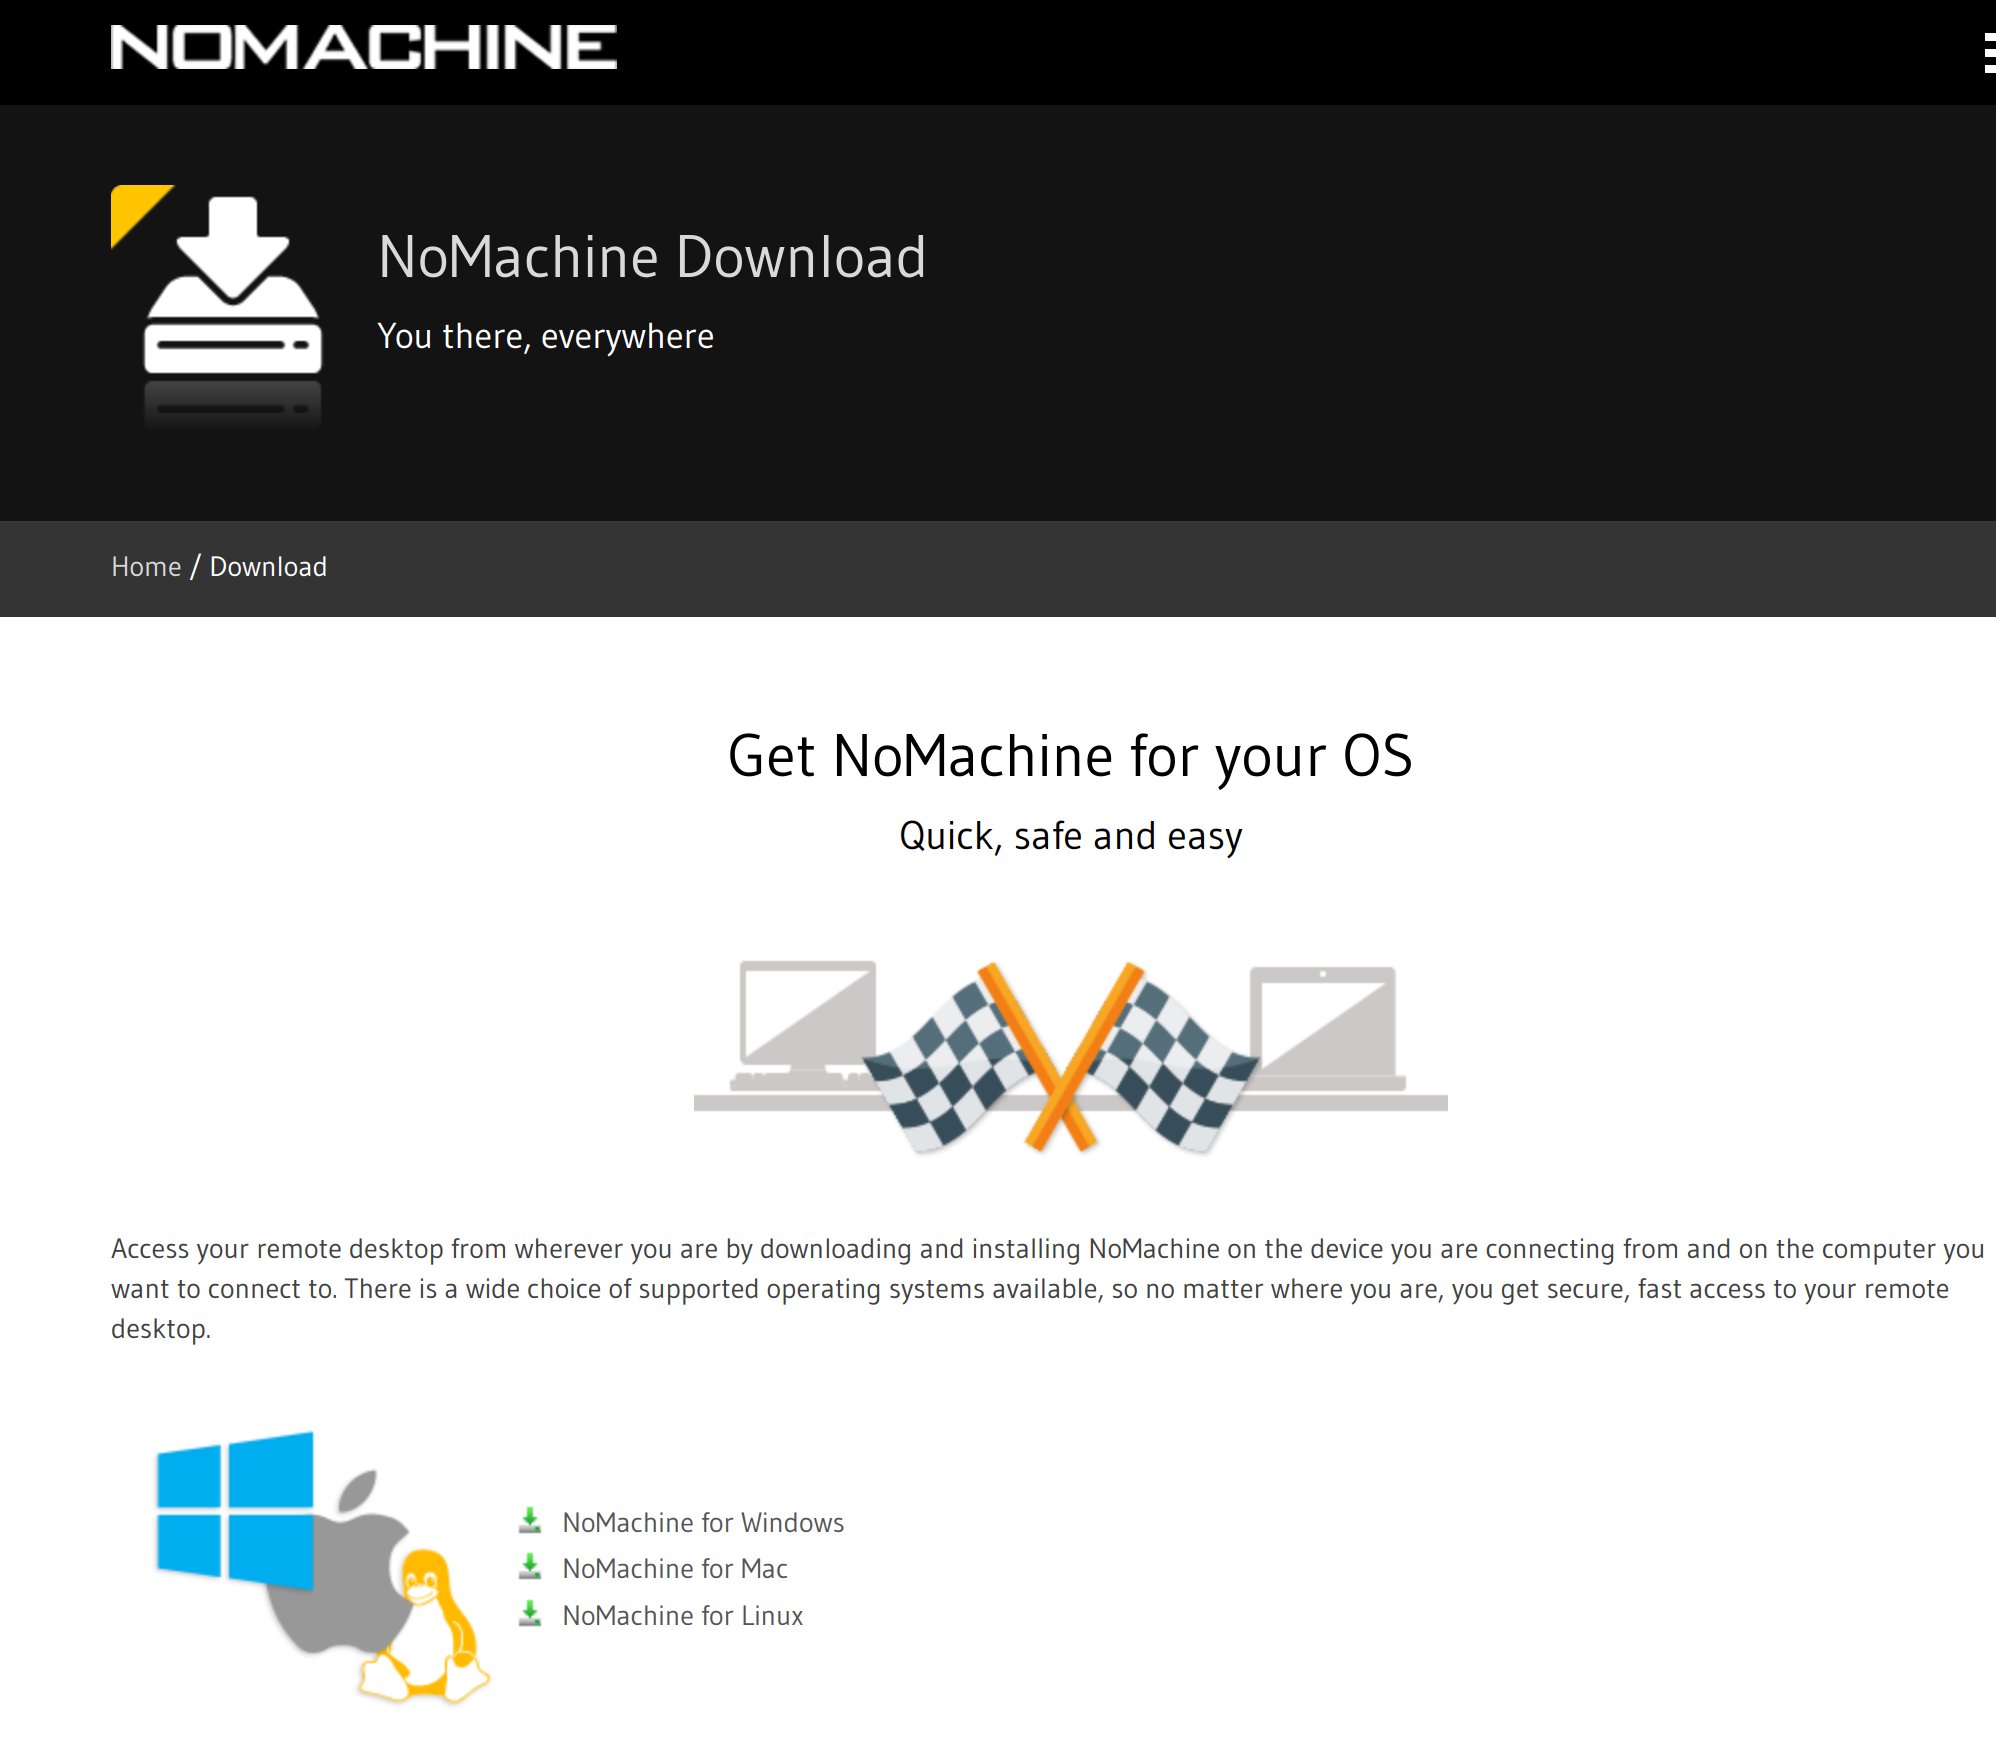 NOMACHINE
NoMachine Download
You there, everywhere
Home / Download
Get NoMachine for your OS
Quick, safe and easy
Access your remote desktop from wherever you are by downloading and installing NoMachine on the device you are connecting from and on the computer you
want to connect to. There is a wide choice of supported operating systems available, so no matter where you are, you get secure, fast access to your remote
desktop.
NoMachine for Windows
NoMachine for Mac
NoMachine for Linux